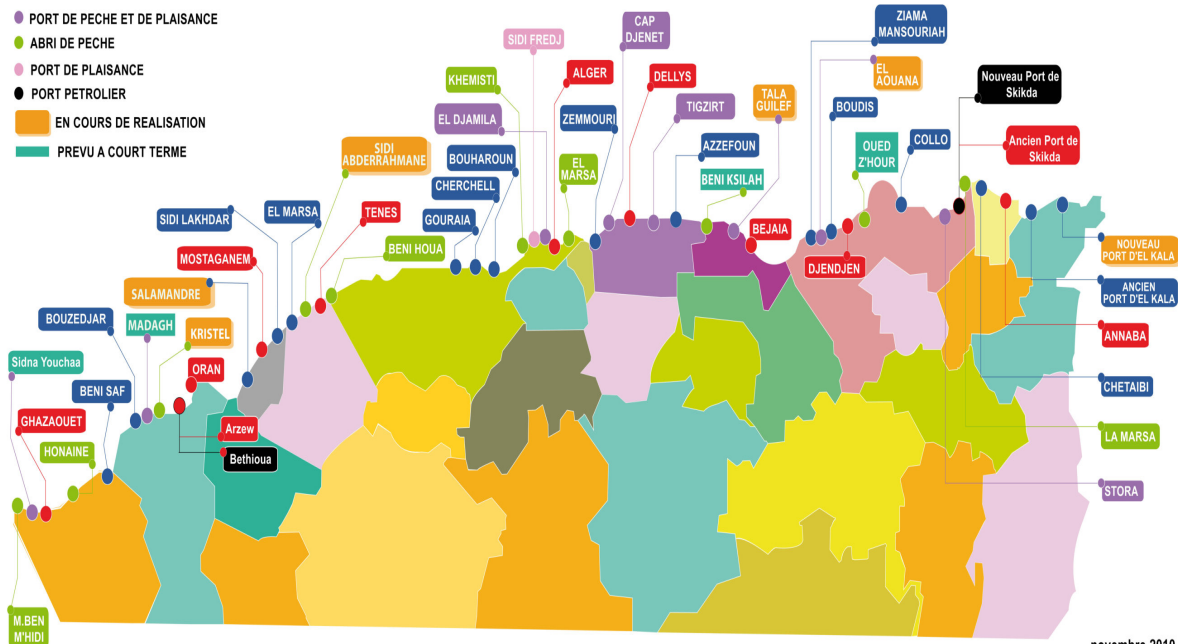 PORT DE PECHE ET DE PLAISANCE
ABRI DE PECHE
PORT DE PLAISANCE
PORT PETROLIER
EN COURS DE REALISATION
PREVU A COURT TERME
SIDI FREDJ
CAP
DJENET
ZIAMA
MANSOURIAH
KHEMISTI
ALGER
DELLYS
EL
AOUANA
Nouveau Port de
Skikda
EL DJAMILA
ZEMMOURI
TIGZIRT
TALA
GUILEF
BOUDIS
SIDI
ABDERRAHMANE
BOUHAROUN
EL
MARSA
AZZEFOUN
OUED
Z'HOUR
COLLO
Ancien Port de
Skikda
CHERCHELL
BENI KSILAH
SIDI LAKHDAR
EL MARSA
TENES
GOURAIA
BEJAIA
BENI HOUA
MOSTAGANEM
DJENDJEN
NOUVEAU
PORT D'EL KALA
SALAMANDRE
ANCIEN
PORT D'EL KALA
BOUZEDJAR
MADAGH
KRISTEL
ANNABA
Sidna Youchaa
ORAN
BENI SAF
CHETAIBI
GHAZAOUET
Arzew
LA MARSA
HONAINE
Bethioua
STORA
M.BEN
M'HIDI
novembre 2010